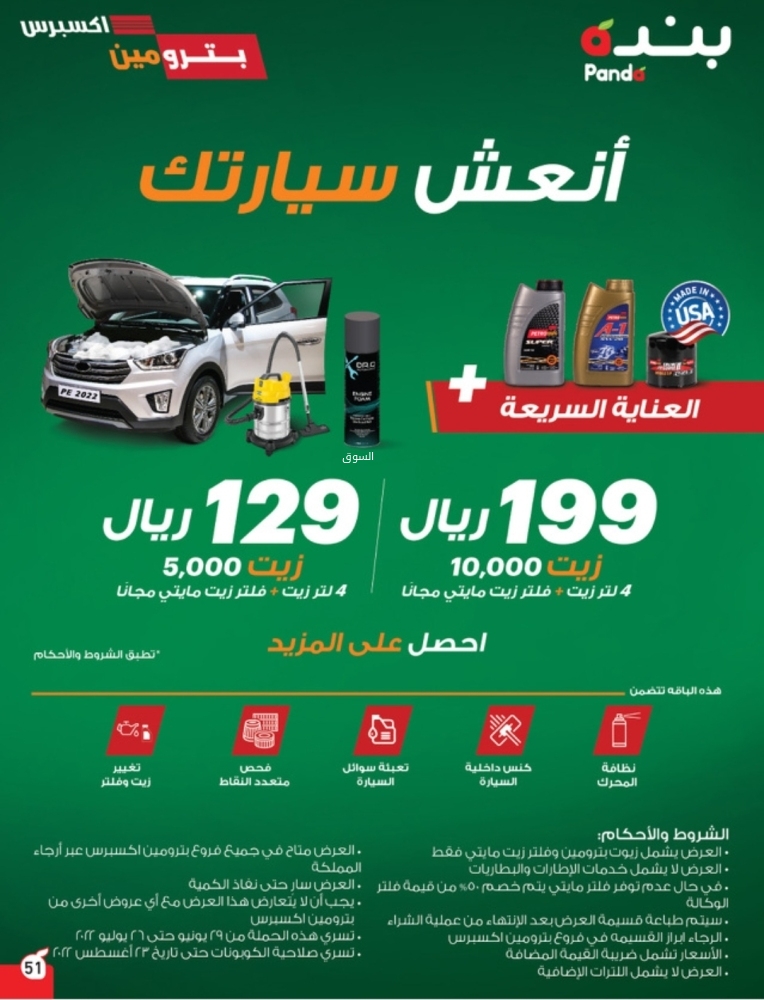 اكسبرس
بترومين
بنده
Panda
أنعش سيارتك
MADE IN
USA
PETROMIN
SUPER
A-1
DR.O
ENGINE
FOAM
PE 2022
+ العناية السريعة
السوق
199 ريال
زيت 10,000
4 لتر زيت + فلتر زيت مايتي مجانًا
129 ريال
زيت 5,000
4 لتر زيت + فلتر زيت مايتي مجانًا
احصل على المزيد
*تطبق الشروط والأحكام
هذه الباقه تتضمن
نظافة
المحرك
كنس داخلية
السيارة
تعبئة سوائل
السيارة
فحص
متعدد النقاط
تغيير
زيت وفلتر
الشروط والأحكام:
• العرض يشمل زيوت بترومين وفلتر زيت مايتي فقط
• العرض لا يشمل خدمات الإطارات والبطاريات
• في حال عدم توفر فلتر مايتي يتم خصم ٥٠% من قيمة فلتر
الوكالة
• سيتم طباعة قسيمة العرض بعد الإنتهاء من عملية الشراء
• الرجاء ابراز القسيمه في فروع بترومين اكسبرس
• الأسعار تشمل ضريبة القيمة المضافة
• العرض لا يشمل اللترات الإضافية
• العرض متاح في جميع فروع بترومين اكسبرس عبر أرجاء
المملكة
• العرض سارٍ حتى نفاذ الكمية
• يجب أن لا يتعارض هذا العرض مع أي عروض أخرى من
بترومين اكسبرس
• تسري هذه الحملة من ٢٩ يونيو حتى ٢٦ يوليو ٢٠٢٢
• تسري صلاحية الكوبونات حتى تاريخ ٢٣ أغسطس ٢٠٢٢
51